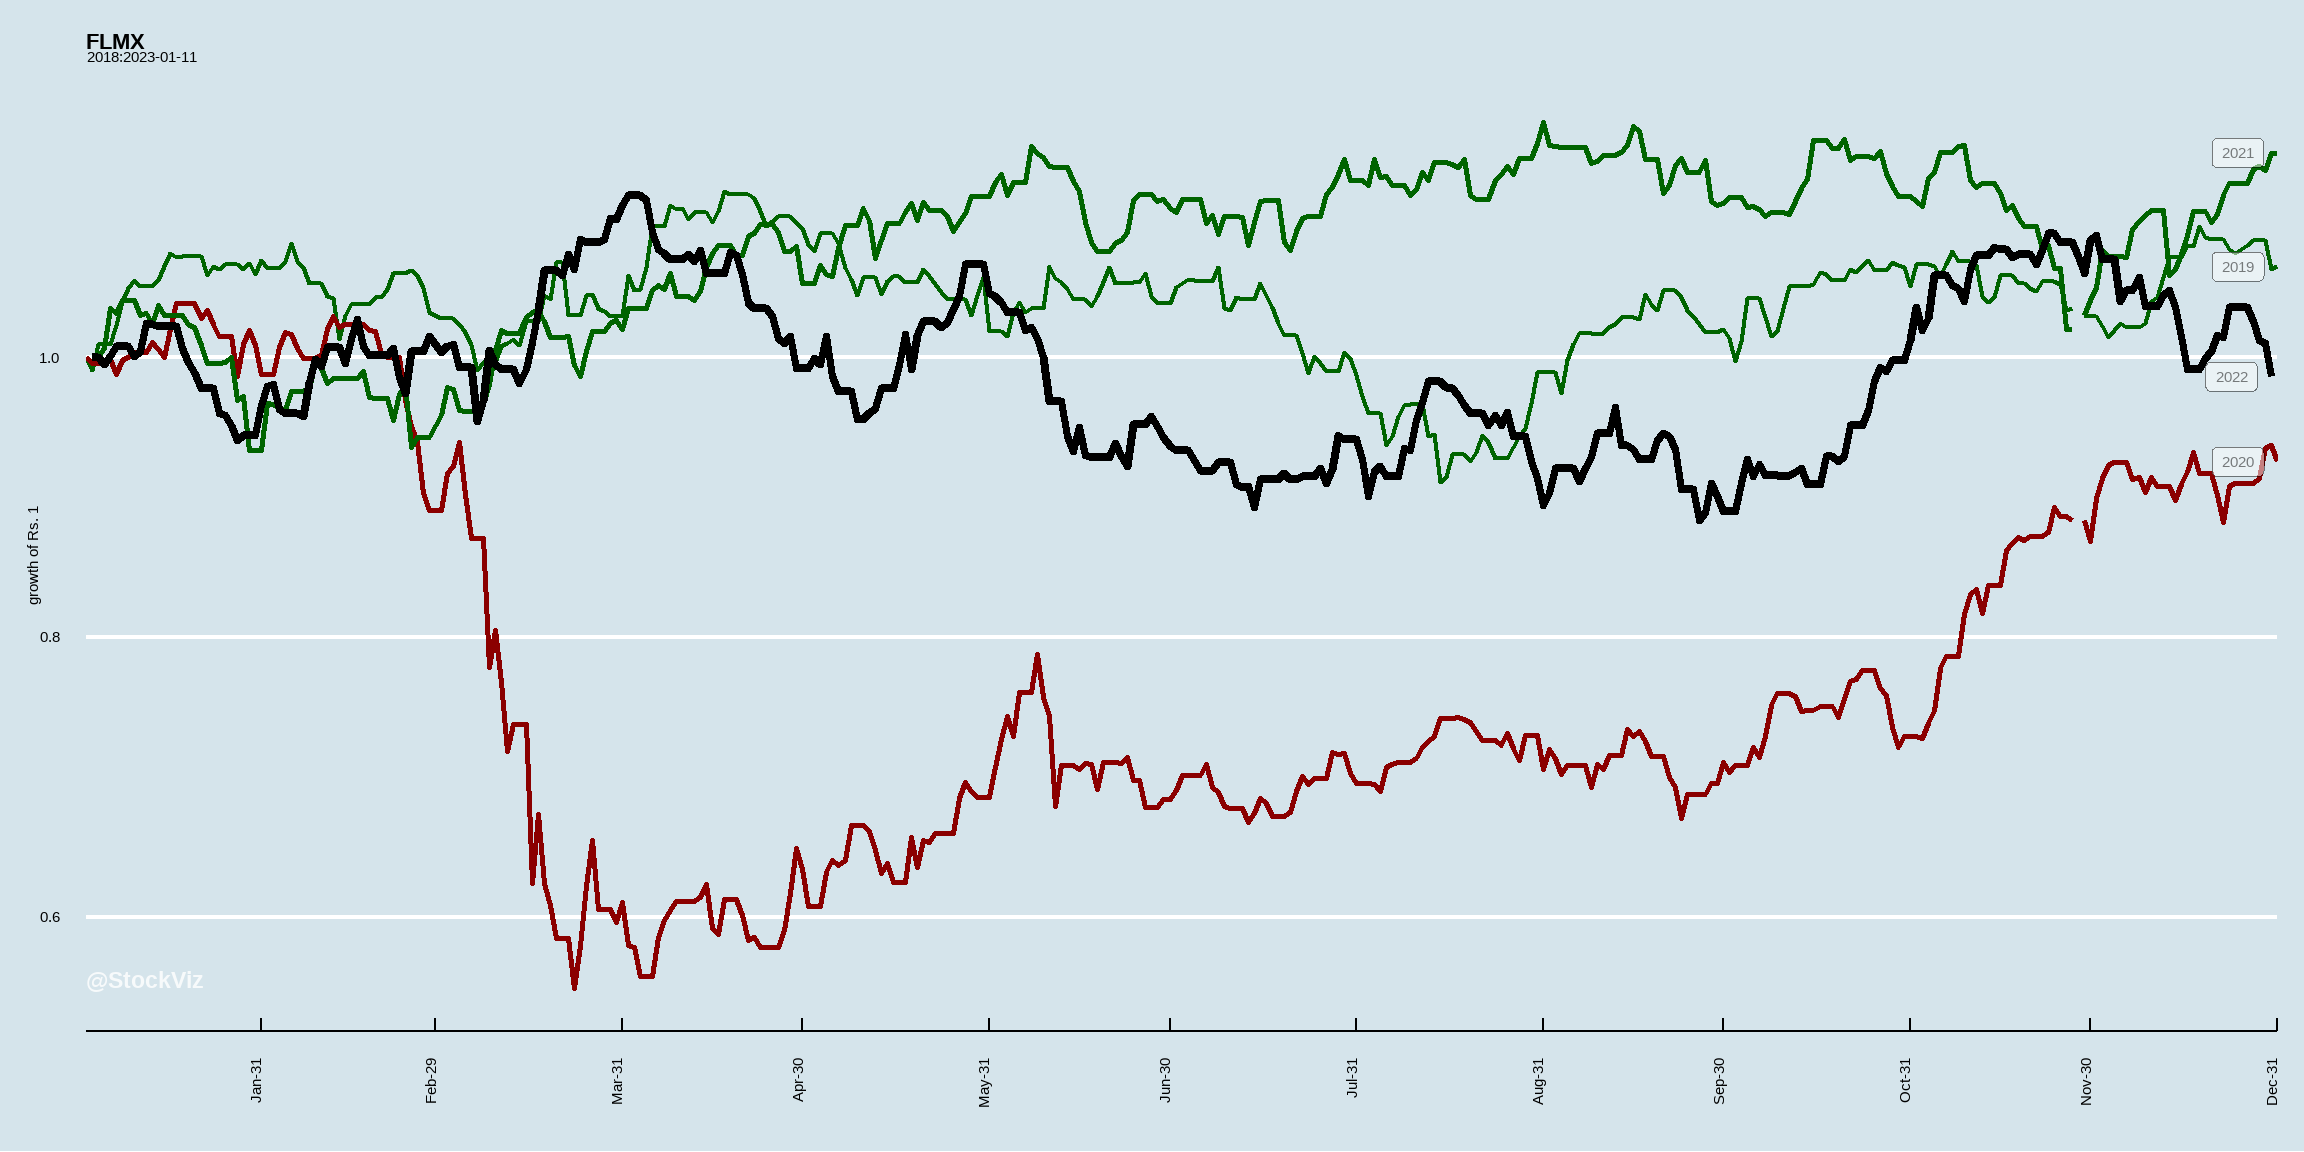 FLMX
2018:2023-01-11
2021
2019
1.0
2022
2020
growth of Rs. 1
0.8
0.6
@StockViz
Jan-31
Feb-29
Mar-31
Apr-30
May-31
Jun-30
Jul-31
Aug-31
Sep-30
Oct-31
Nov-30
Dec-31